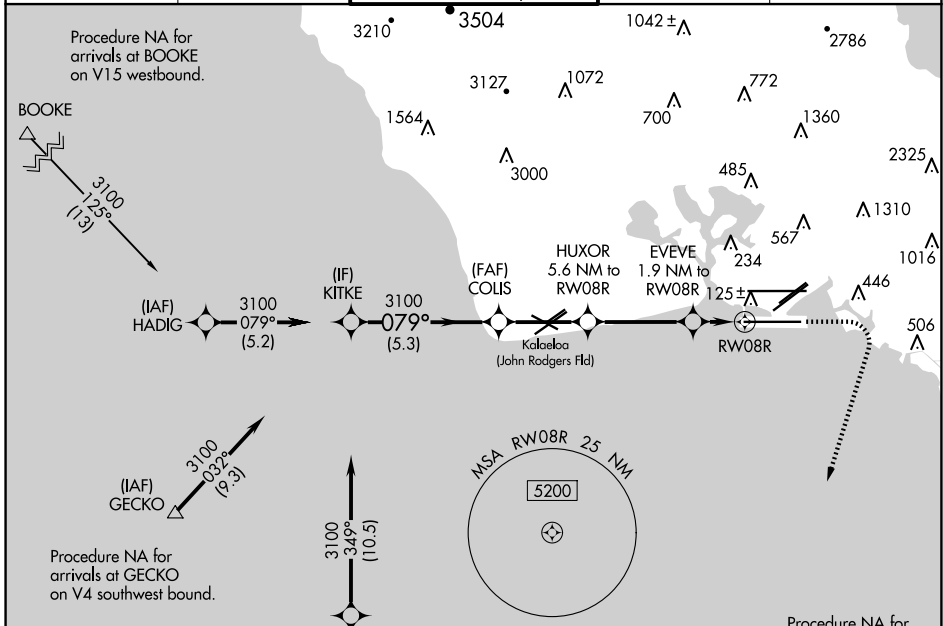 Procedure NA for
arrivals at BOOKE
on V15 westbound.
3210
3504
1042 ±
2786
BOOKE
3127
1072
772
1564
700
1360
3000
485
2325
3100
125°
(13)
1310
567
234
1016
(IAF)
HADIG
3100
079°
(5.2)
(IF)
KITKE
3100
079°
(5.3)
(FAF)
COLIS
HUXOR
5.6 NM to
RW08R
EVEVE
1.9 NM to
RW08R
125 ±
446
506
Kalaeloa
(John Rodgers Fld)
RW08R
(IAF)
GECKO
3100
032°
(9.3)
MSA RW08R 25 NM
5200
3100
349°
(10.5)
Procedure NA for
arrivals at GECKO
on V4 southwest bound.
Procedure NA for